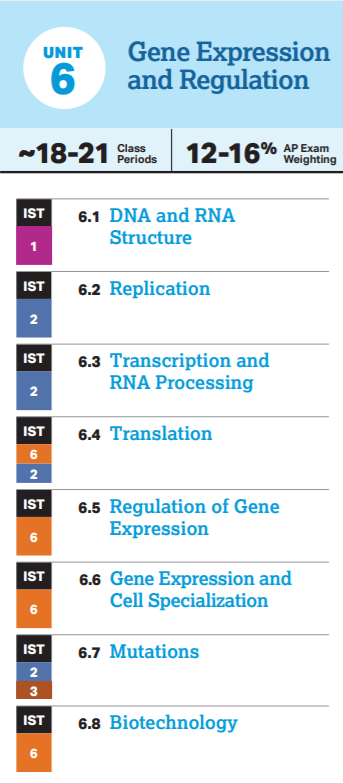 UNIT
6
Gene Expression
and Regulation
~18-21 Class
Periods
12-16% AP Exam
Weighting
IST
1
6.1 DNA and RNA
Structure
IST
2
6.2 Replication
IST
2
6.3 Transcription and
RNA Processing
IST
6
2
6.4 Translation
IST
6
6.5 Regulation of Gene
Expression
IST
6
6.6 Gene Expression and
Cell Specialization
IST
2
3
6.7 Mutations
IST
6
6.8 Biotechnology